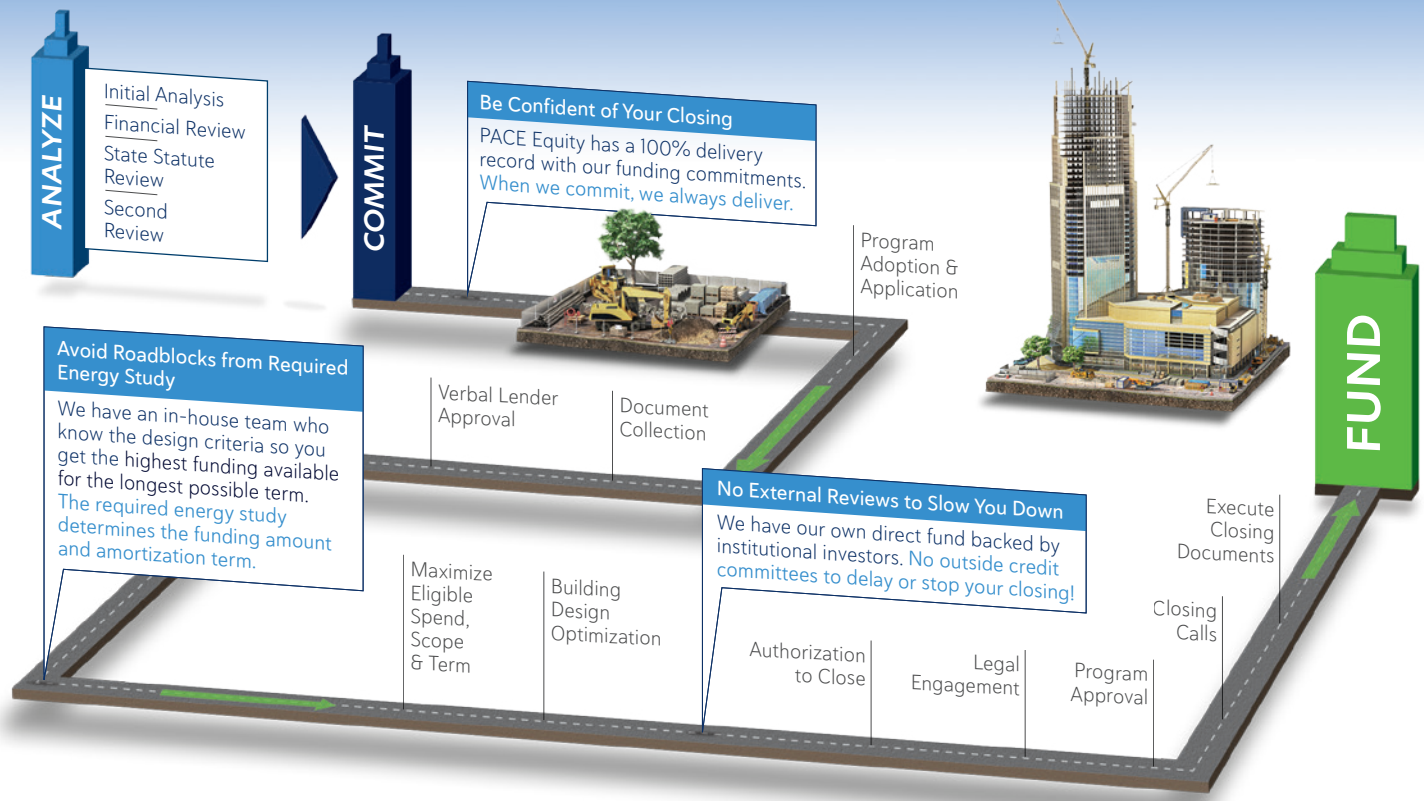 ANALYZE
Initial Analysis
Financial Review
State Statute
Review
Second
Review
COMMIT
Be Confident of Your Closing
PACE Equity has a 100% delivery
record with our funding commitments.
When we commit, we always deliver.
Program
Adoption &
Application
Document
Collection
Verbal Lender
Approval
Avoid Roadblocks from Required
Energy Study
We have an in-house team who
know the design criteria so you
get the highest funding available
for the longest possible term.
The required energy study
determines the funding amount
and amortization term.
Maximize
Eligible
Spend,
Scope
& Term
Building
Design
Optimization
No External Reviews to Slow You Down
We have our own direct fund backed by
institutional investors. No outside credit
committees to delay or stop your closing!
Authorization
to Close
Legal
Engagement
Program
Approval
Closing
Calls
Execute
Closing
Documents
FUND